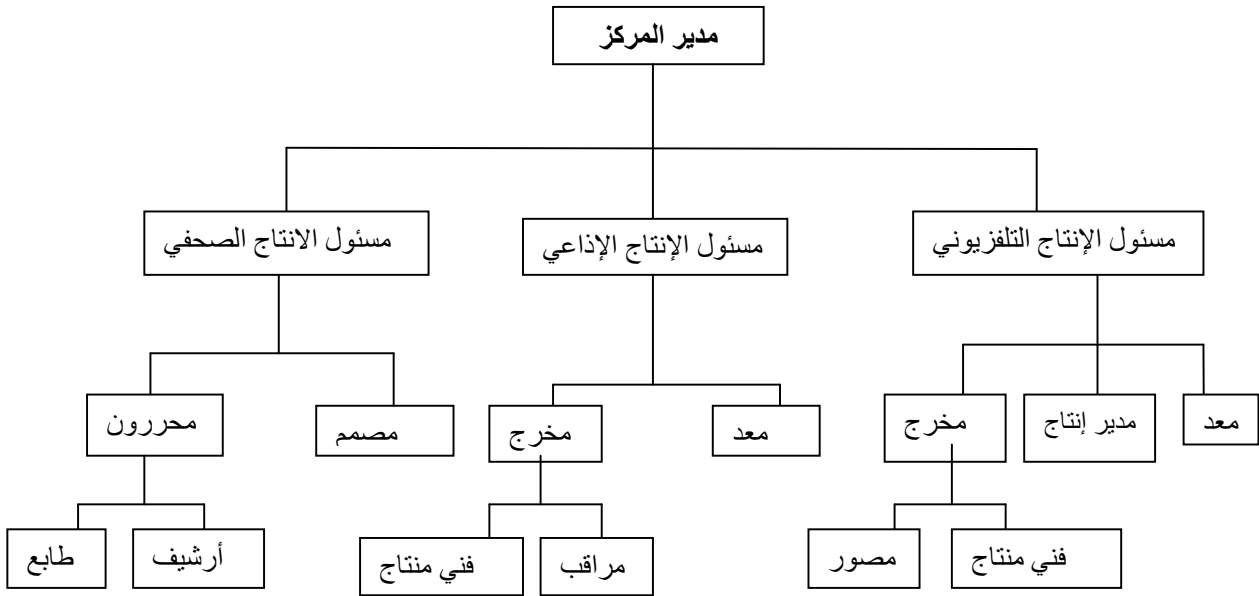 مدير المركز
مسئول الإنتاج التلفزيوني
مسئول الإنتاج الإذاعي
مسئول الانتاج الصحفي
معد
مدير إنتاج
مخرج
معد
مخرج
مصمم
محررون
فني منتاج
مصور
مراقب
فني منتاج
أرشيف
طابع